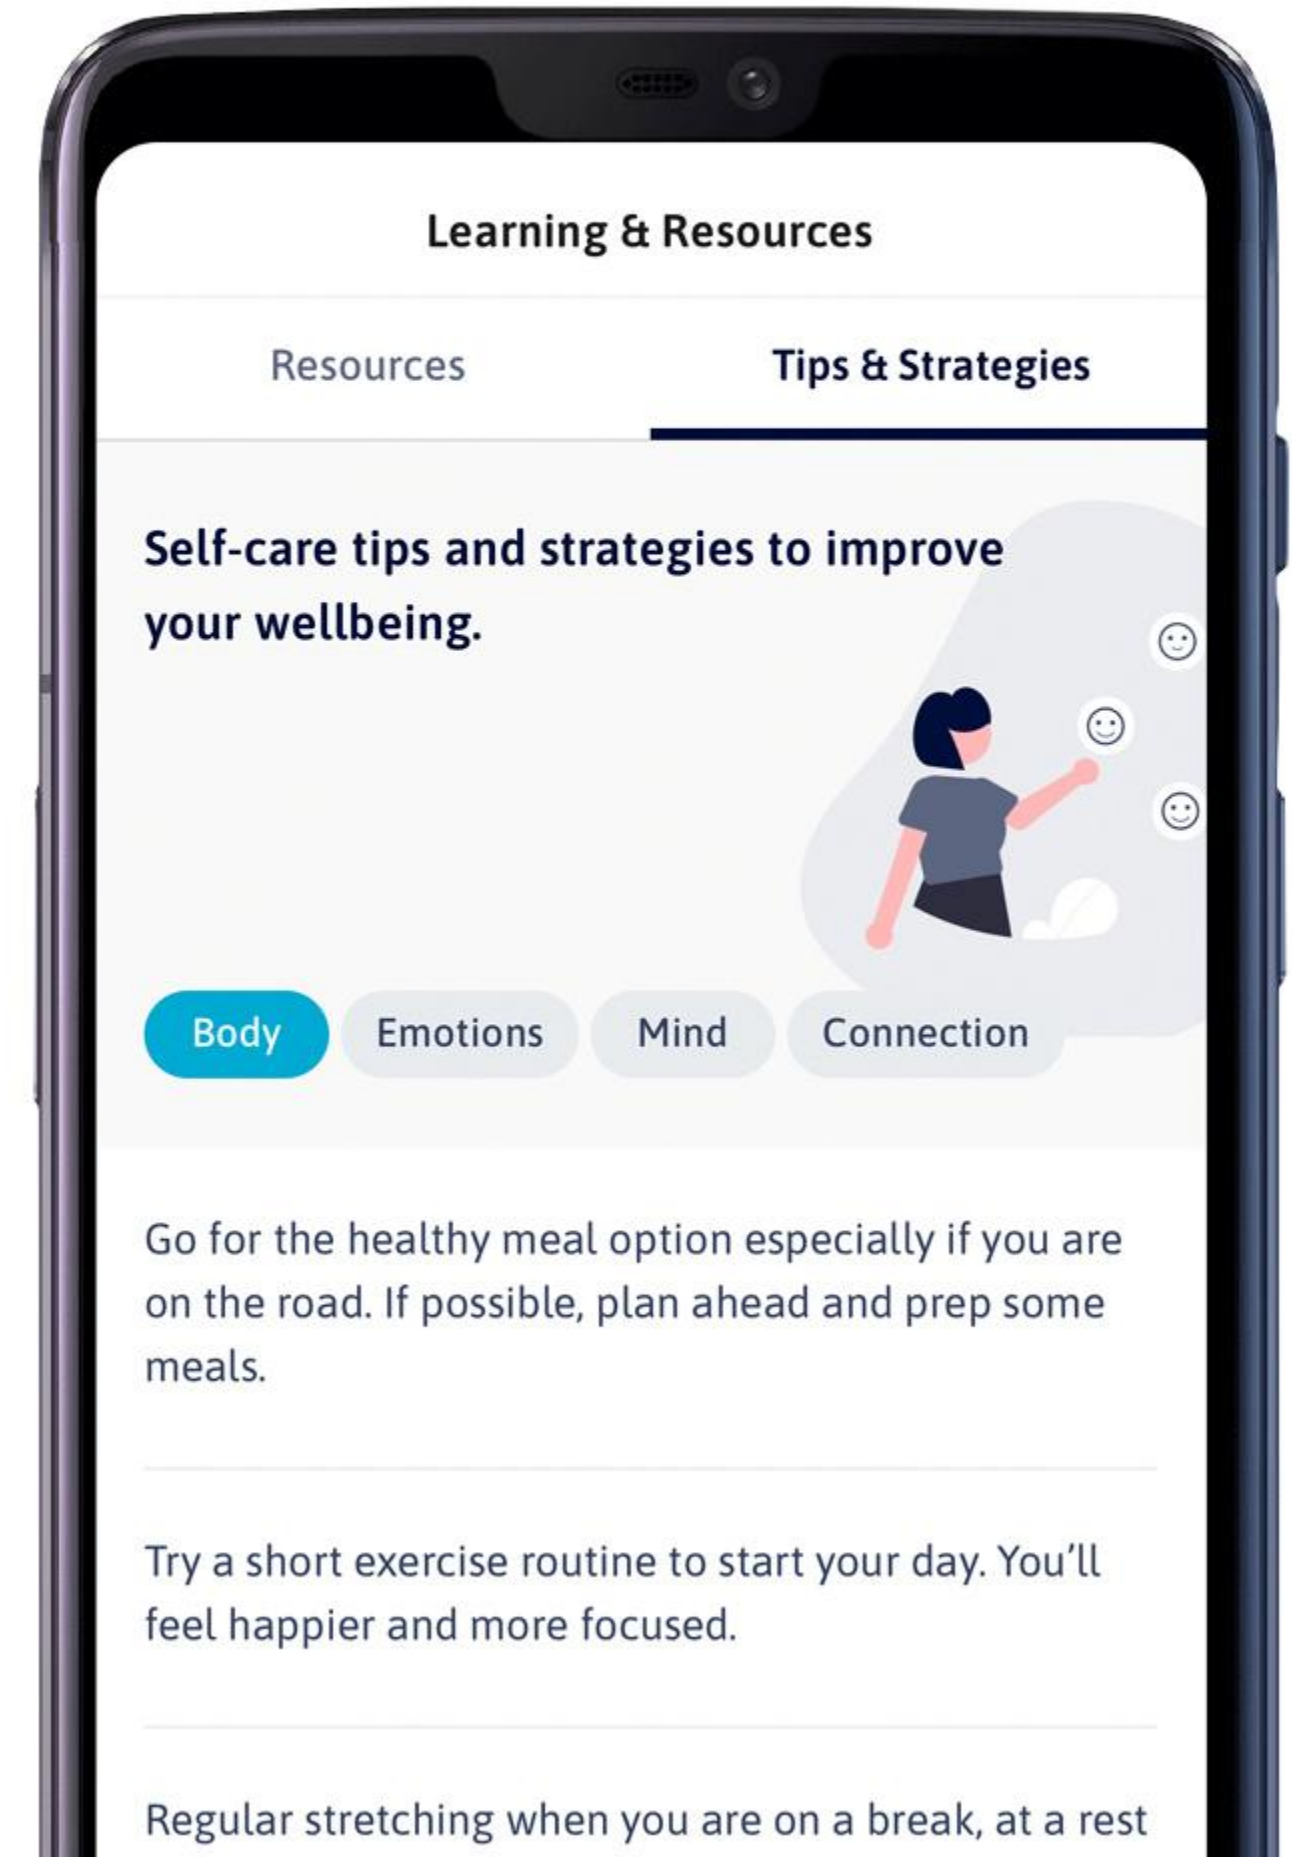 Learning & Resources
Resources
Tips & Strategies
Self-care tips and strategies to improve
your wellbeing.
Body
Emotions
Mind
Connection
Go for the healthy meal option especially if you are
on the road. If possible, plan ahead and prep some
meals.
Try a short exercise routine to start your day. You’ll
feel happier and more focused.
Regular stretching when you are on a break, at a rest